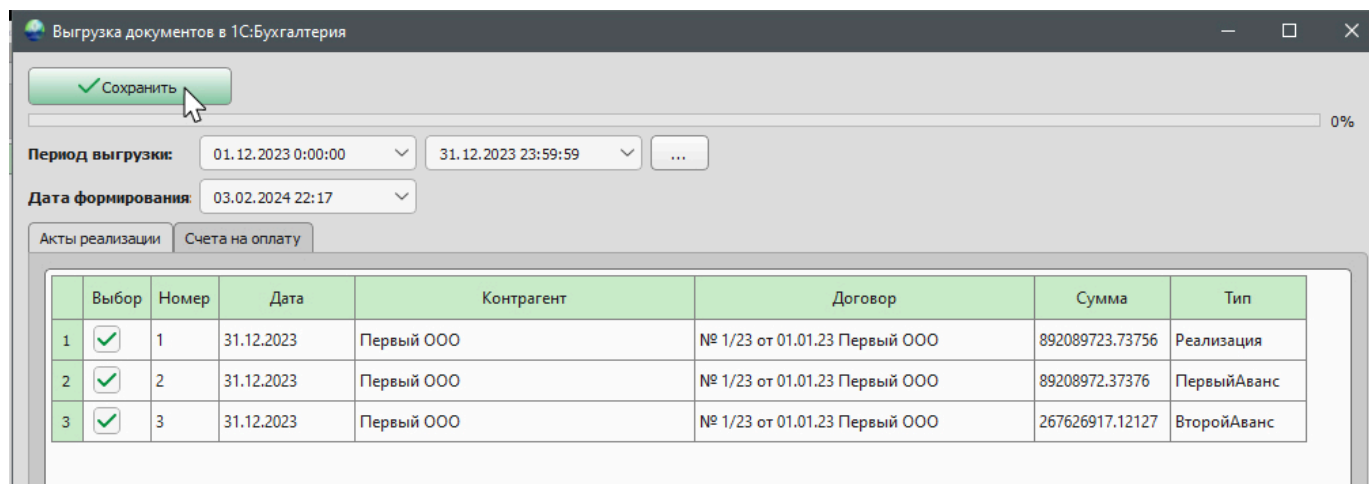 Выгрузка документов в 1С:Бухгалтерия
Сохранить
0%
Период выгрузки: 01.12.2023 0:00:00 31.12.2023 23:59:59 ...
Дата формирования: 03.02.2024 22:17
Акты реализации Счета на оплату
Выбор Номер Дата Контрагент Договор Сумма Тип
1 1 31.12.2023 Первый ООО № 1/23 от 01.01.23 Первый ООО 892089723.73756 Реализация
2 2 31.12.2023 Первый ООО № 1/23 от 01.01.23 Первый ООО 89208972.37376 ПервыйАванс
3 3 31.12.2023 Первый ООО № 1/23 от 01.01.23 Первый ООО 267626917.12127 ВторойАванс